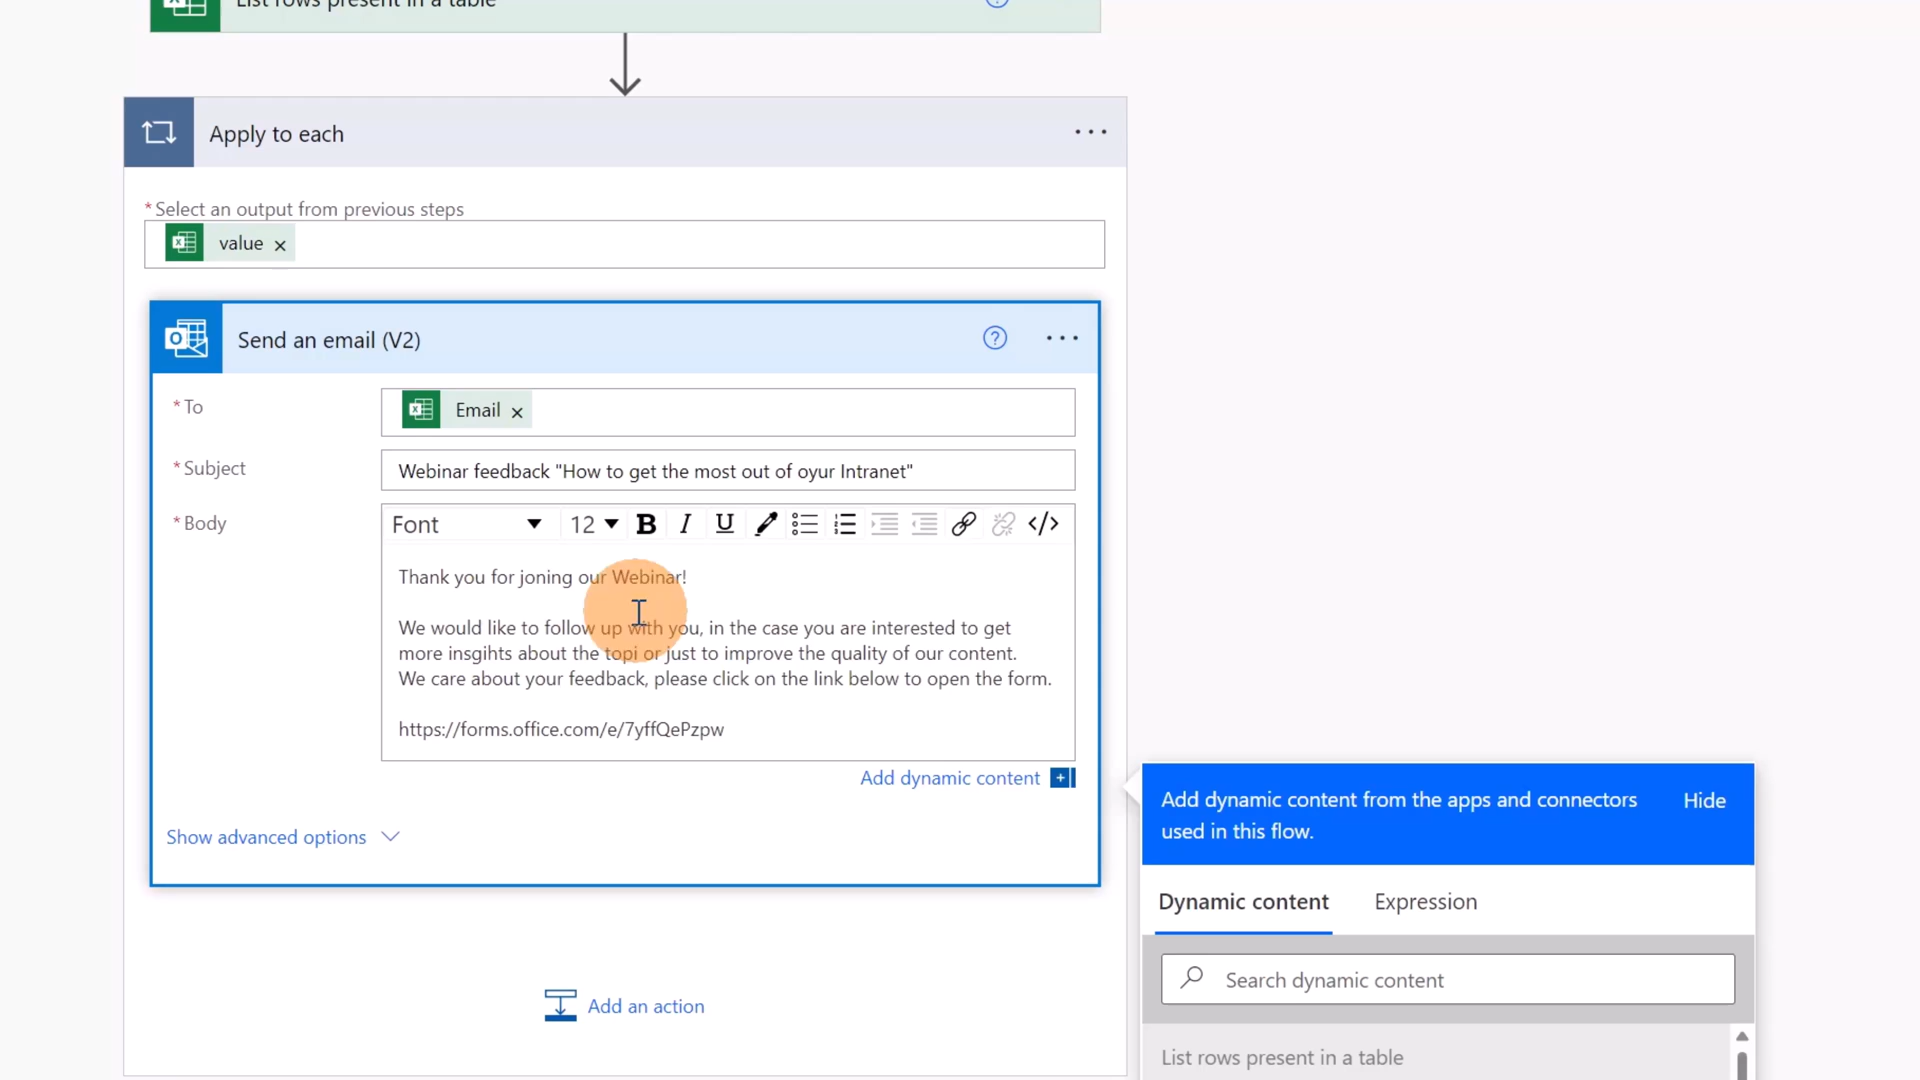 List rows present in a table
Apply to each
* Select an output from previous steps
value
Send an email (V2)
* To
Email
* Subject
Webinar feedback "How to get the most out of oyur Intranet"
* Body
Font
12
Thank you for joning our Webinar!
We would like to follow up with you, in the case you are interested to get
more insgihts about the topi or just to improve the quality of our content.
We care about your feedback, please click on the link below to open the form.
https://forms.office.com/e/7yffQePzpw
Add dynamic content
Show advanced options
Add an action
Add dynamic content from the apps and connectors
used in this flow.
Hide
Dynamic content
Expression
Search dynamic content
List rows present in a table